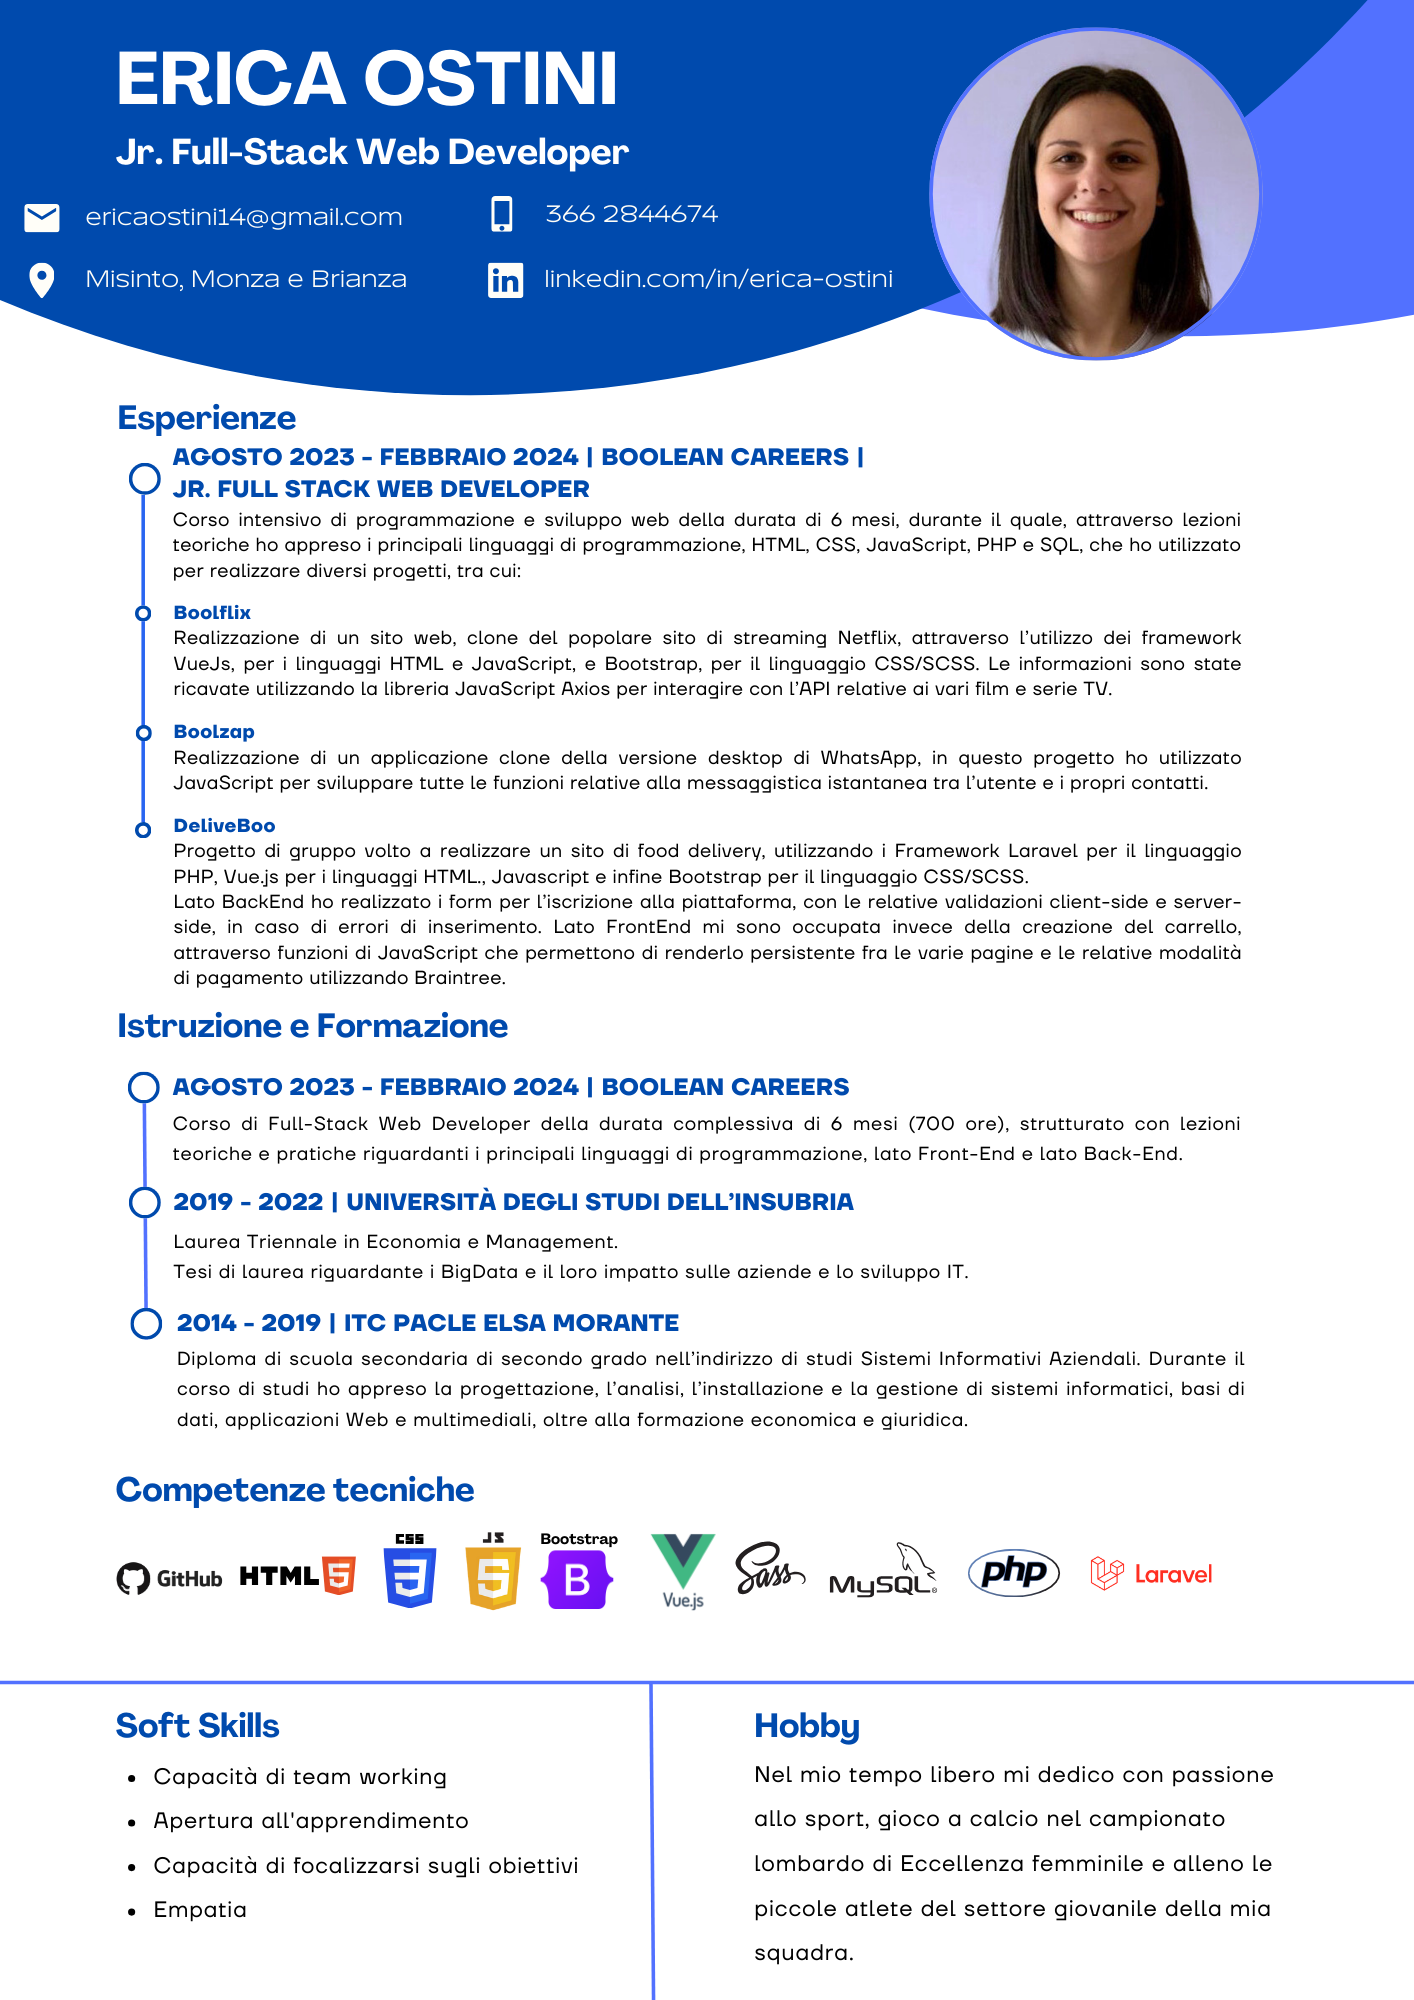 ERICA OSTINI
Jr. Full-Stack Web Developer
ericaostini14@gmail.com
366 2844674
Misinto, Monza e Brianza
linkedin.com/in/erica-ostini
Esperienze
AGOSTO 2023 - FEBBRAIO 2024 | BOOLEAN CAREERS |
JR. FULL STACK WEB DEVELOPER
Corso intensivo di programmazione e sviluppo web della durata di 6 mesi, durante il quale, attraverso lezioni
teoriche ho appreso i principali linguaggi di programmazione, HTML, CSS, JavaScript, PHP e SQL, che ho utilizzato
per realizzare diversi progetti, tra cui:
Boolflix
Realizzazione di un sito web, clone del popolare sito di streaming Netflix, attraverso l'utilizzo dei framework
VueJs, per i linguaggi HTML e JavaScript, e Bootstrap, per il linguaggio CSS/SCSS. Le informazioni sono state
ricavate utilizzando la libreria JavaScript Axios per interagire con l'API relative ai vari film e serie TV.
Boolzap
Realizzazione di un applicazione clone della versione desktop di WhatsApp, in questo progetto ho utilizzato
JavaScript per sviluppare tutte le funzioni relative alla messaggistica istantanea tra l'utente e i propri contatti.
DeliveBoo
Progetto di gruppo volto a realizzare un sito di food delivery, utilizzando i Framework Laravel per il linguaggio
PHP, Vue.js per i linguaggi HTML., Javascript e infine Bootstrap per il linguaggio CSS/SCSS.
Lato BackEnd ho realizzato i form per l'iscrizione alla piattaforma, con le relative validazioni client-side e server-
side, in caso di errori di inserimento. Lato FrontEnd mi sono occupata invece della creazione del carrello,
attraverso funzioni di JavaScript che permettono di renderlo persistente fra le varie pagine e le relative modalità
di pagamento utilizzando Braintree.
Istruzione e Formazione
AGOSTO 2023 - FEBBRAIO 2024 | BOOLEAN CAREERS
Corso di Full-Stack Web Developer della durata complessiva di 6 mesi (700 ore), strutturato con lezioni
teoriche e pratiche riguardanti i principali linguaggi di programmazione, lato Front-End e lato Back-End.
2019 - 2022 | UNIVERSITÀ DEGLI STUDI DELL'INSUBRIA
Laurea Triennale in Economia e Management.
Tesi di laurea riguardante i BigData e il loro impatto sulle aziende e lo sviluppo IT.
2014 - 2019 | ITC PACLE ELSA MORANTE
Diploma di scuola secondaria di secondo grado nell'indirizzo di studi Sistemi Informativi Aziendali. Durante il
corso di studi ho appreso la progettazione, l'analisi, l'installazione e la gestione di sistemi informatici, basi di
dati, applicazioni Web e multimediali, oltre alla formazione economica e giuridica.
Competenze tecniche
GitHub HTML 5 CSS 3 JS 5 Bootstrap B Vue.js Sass MySQL® php Laravel
Soft Skills
• Capacità di team working
• Apertura all'apprendimento
• Capacità di focalizzarsi sugli obiettivi
• Empatia
Hobby
Nel mio tempo libero mi dedico con passione
allo sport, gioco a calcio nel campionato
lombardo di Eccellenza femminile e alleno le
piccole atlete del settore giovanile della mia
squadra.